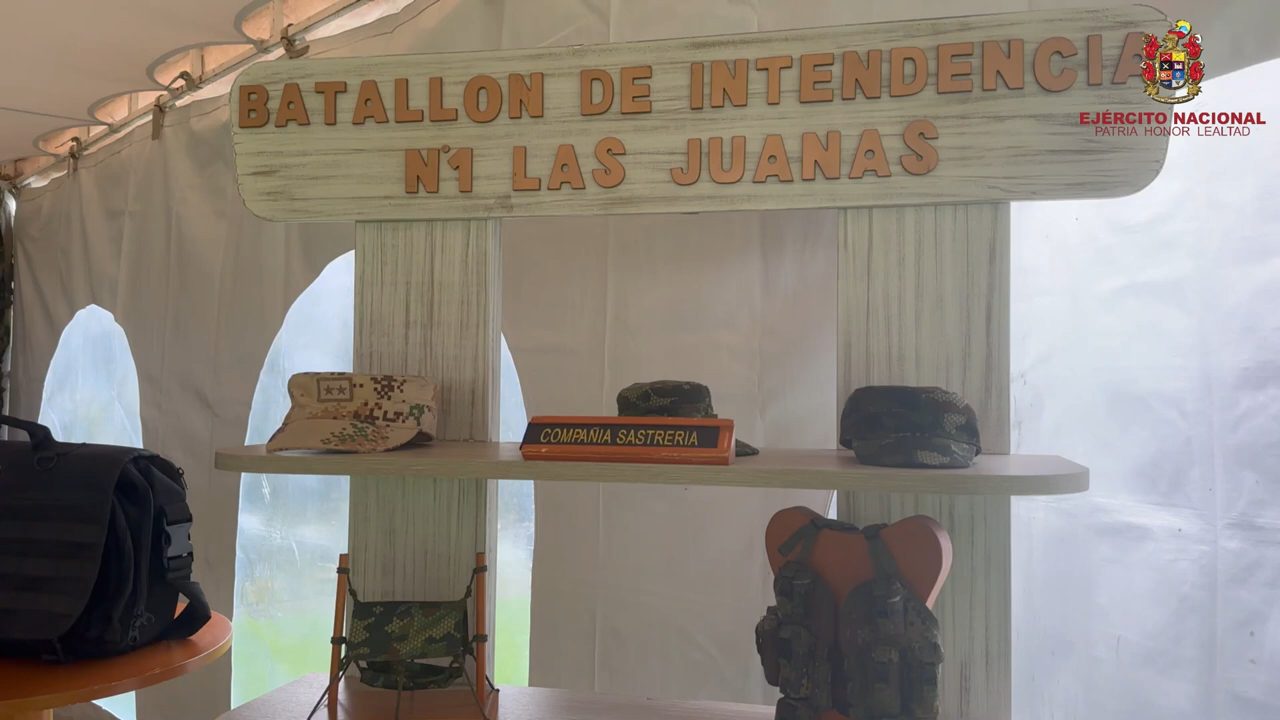 BATALLON DE INTENDENCIA
N°1 LAS JUANAS
EJÉRCITO NACIONAL
PATRIA HONOR LEALTAD
COMPAÑIA SASTRERIA